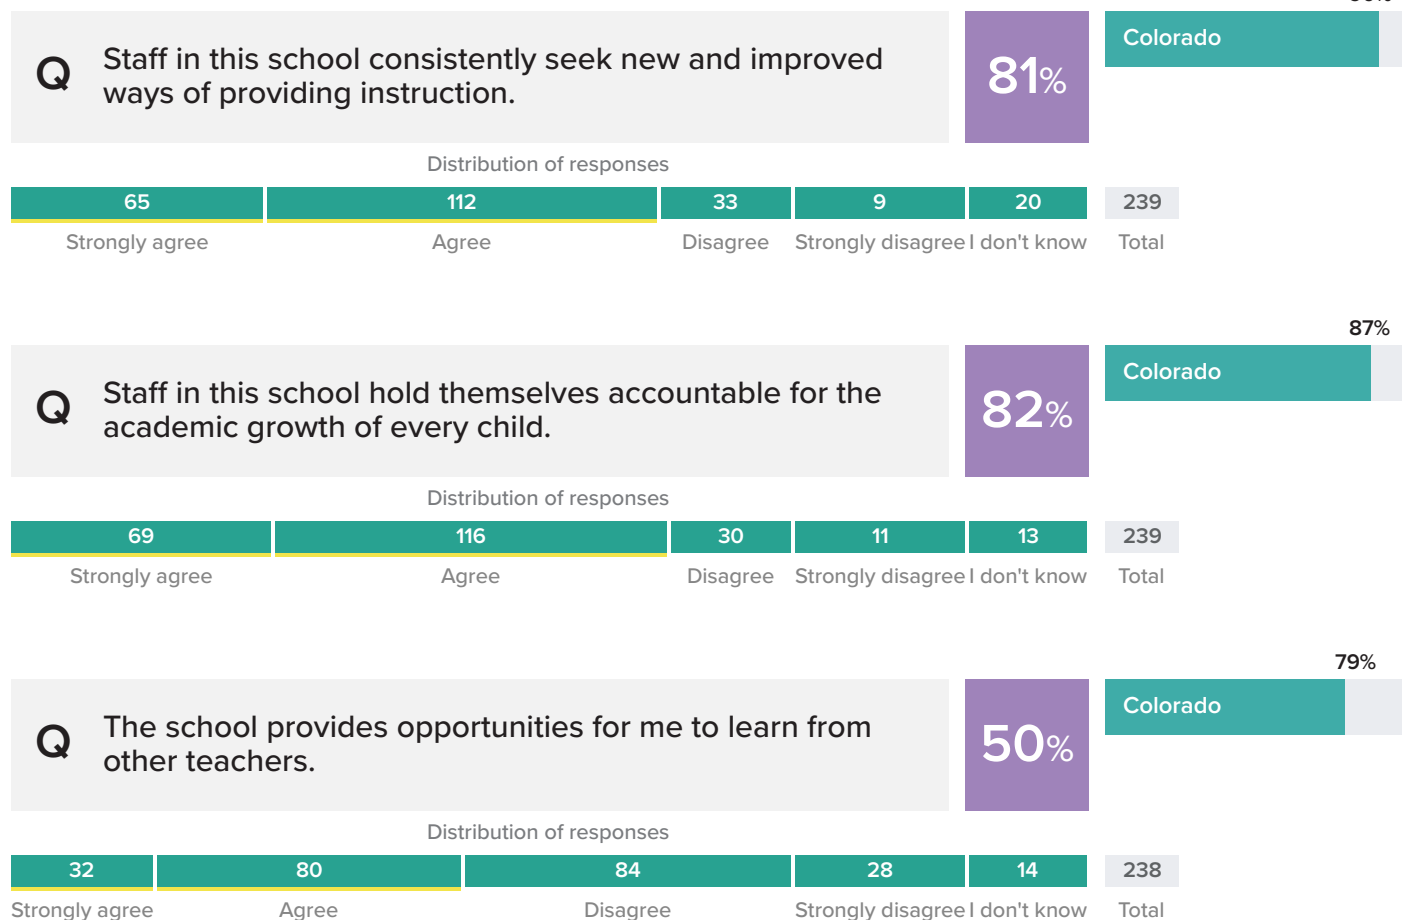 Q
Staff in this school consistently seek new and improved
ways of providing instruction.
81%
Colorado
Distribution of responses
65 112 33 9 20 239
Strongly agree Agree Disagree Strongly disagree I don't know Total
87%
Q
Staff in this school hold themselves accountable for the
academic growth of every child.
82%
Colorado
Distribution of responses
69 116 30 11 13 239
Strongly agree Agree Disagree Strongly disagree I don't know Total
79%
Q
The school provides opportunities for me to learn from
other teachers.
50%
Colorado
Distribution of responses
32 80 84 28 14 238
Strongly agree Agree Disagree Strongly disagree I don't know Total